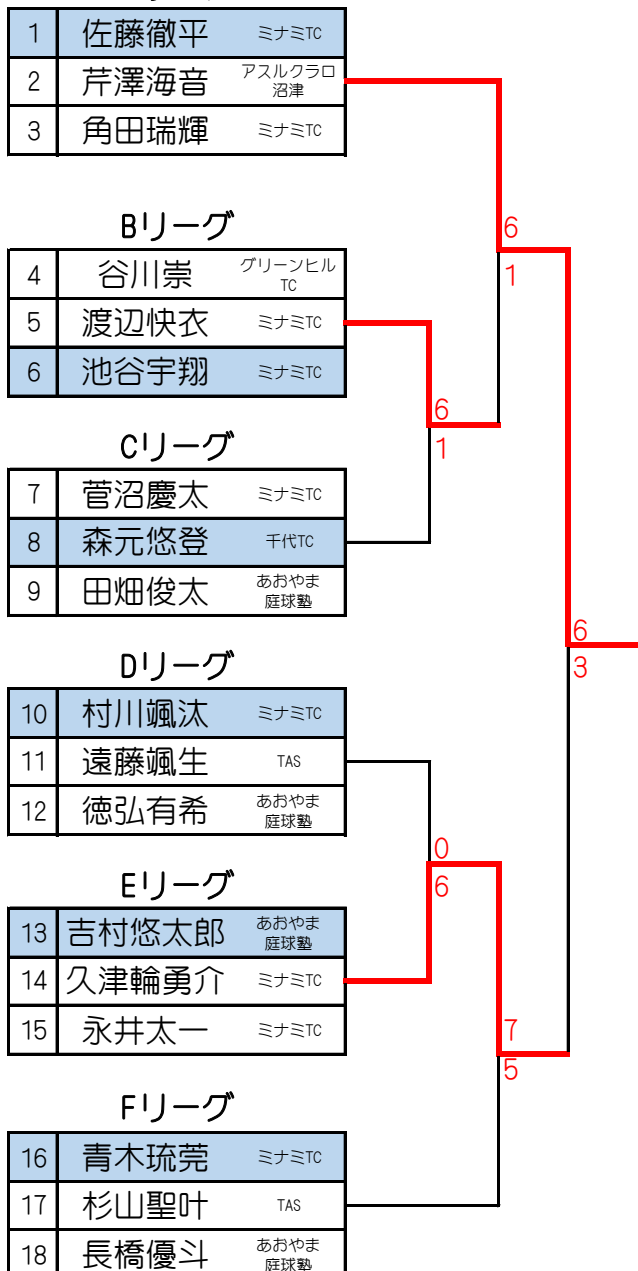 1 佐藤徹平 ミナミTC
2 芹澤海音 アスルクラロ
沼津
3 角田瑞輝 ミナミTC
6
1
Bリーグ
4 谷川崇 グリーンヒル
TC
5 渡辺快衣 ミナミTC
6 池谷宇翔 ミナミTC
6
1
Cリーグ
7 菅沼慶太 ミナミTC
8 森元悠登 千代TC
9 田畑俊太 あおやま
庭球塾
6
3
Dリーグ
10 村川颯汰 ミナミTC
11 遠藤颯生 TAS
12 徳弘有希 あおやま
庭球塾
0
6
Eリーグ
13 吉村悠太郎 あおやま
庭球塾
14 久津輪勇介 ミナミTC
15 永井太一 ミナミTC
7
5
Fリーグ
16 青木琉莞 ミナミTC
17 杉山聖叶 TAS
18 長橋優斗 あおやま
庭球塾